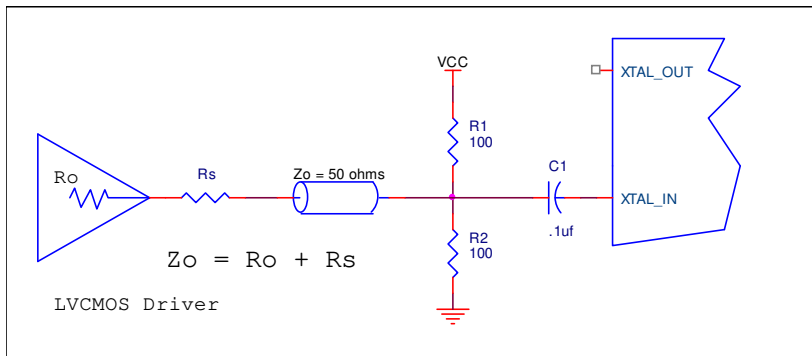 VCC
XTAL_OUT
R1
100
Ro
Rs
Zo = 50 ohms
C1
XTAL_IN
.1uf
R2
100
Zo = Ro + Rs
LVCMOS Driver